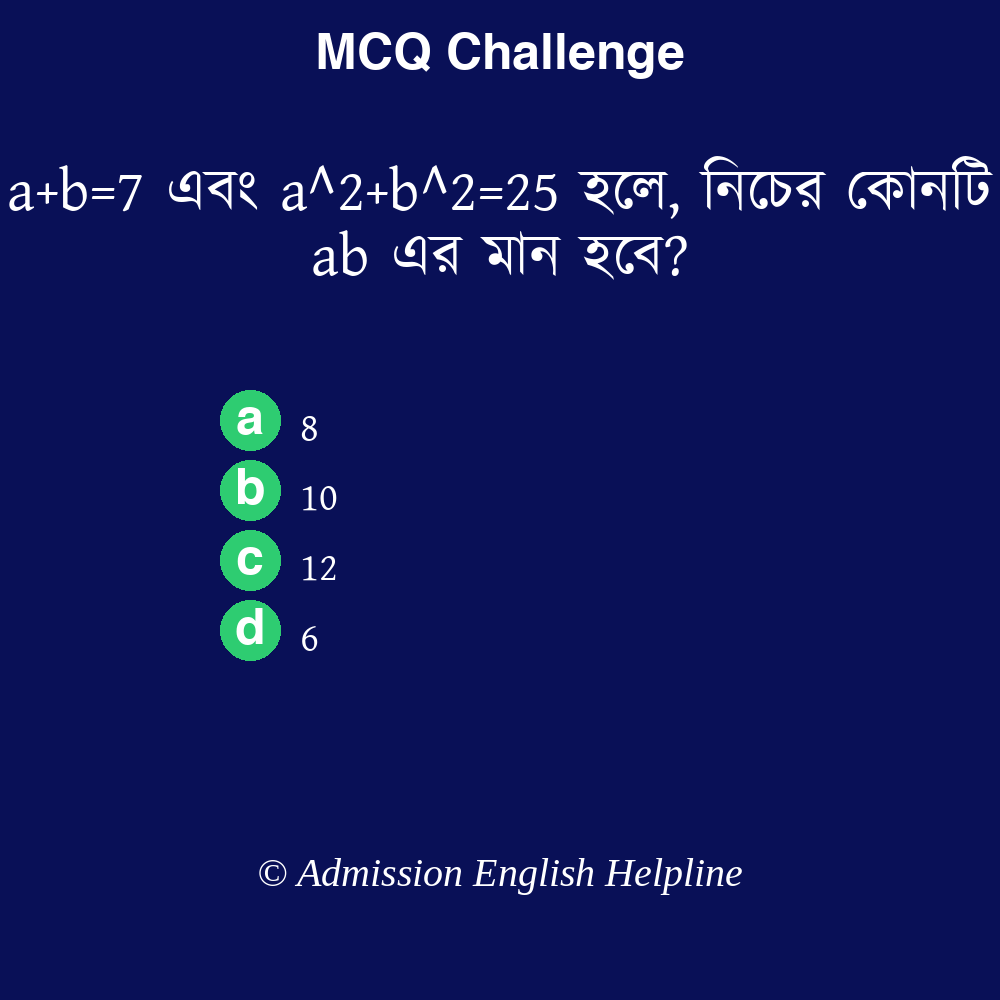 MCQ Challenge
a+b=7 এবং a^2+b^2=25 হলে, নিচের কোনটি
ab এর মান হবে?
a 8
b 10
c 12
d 6
© Admission English Helpline